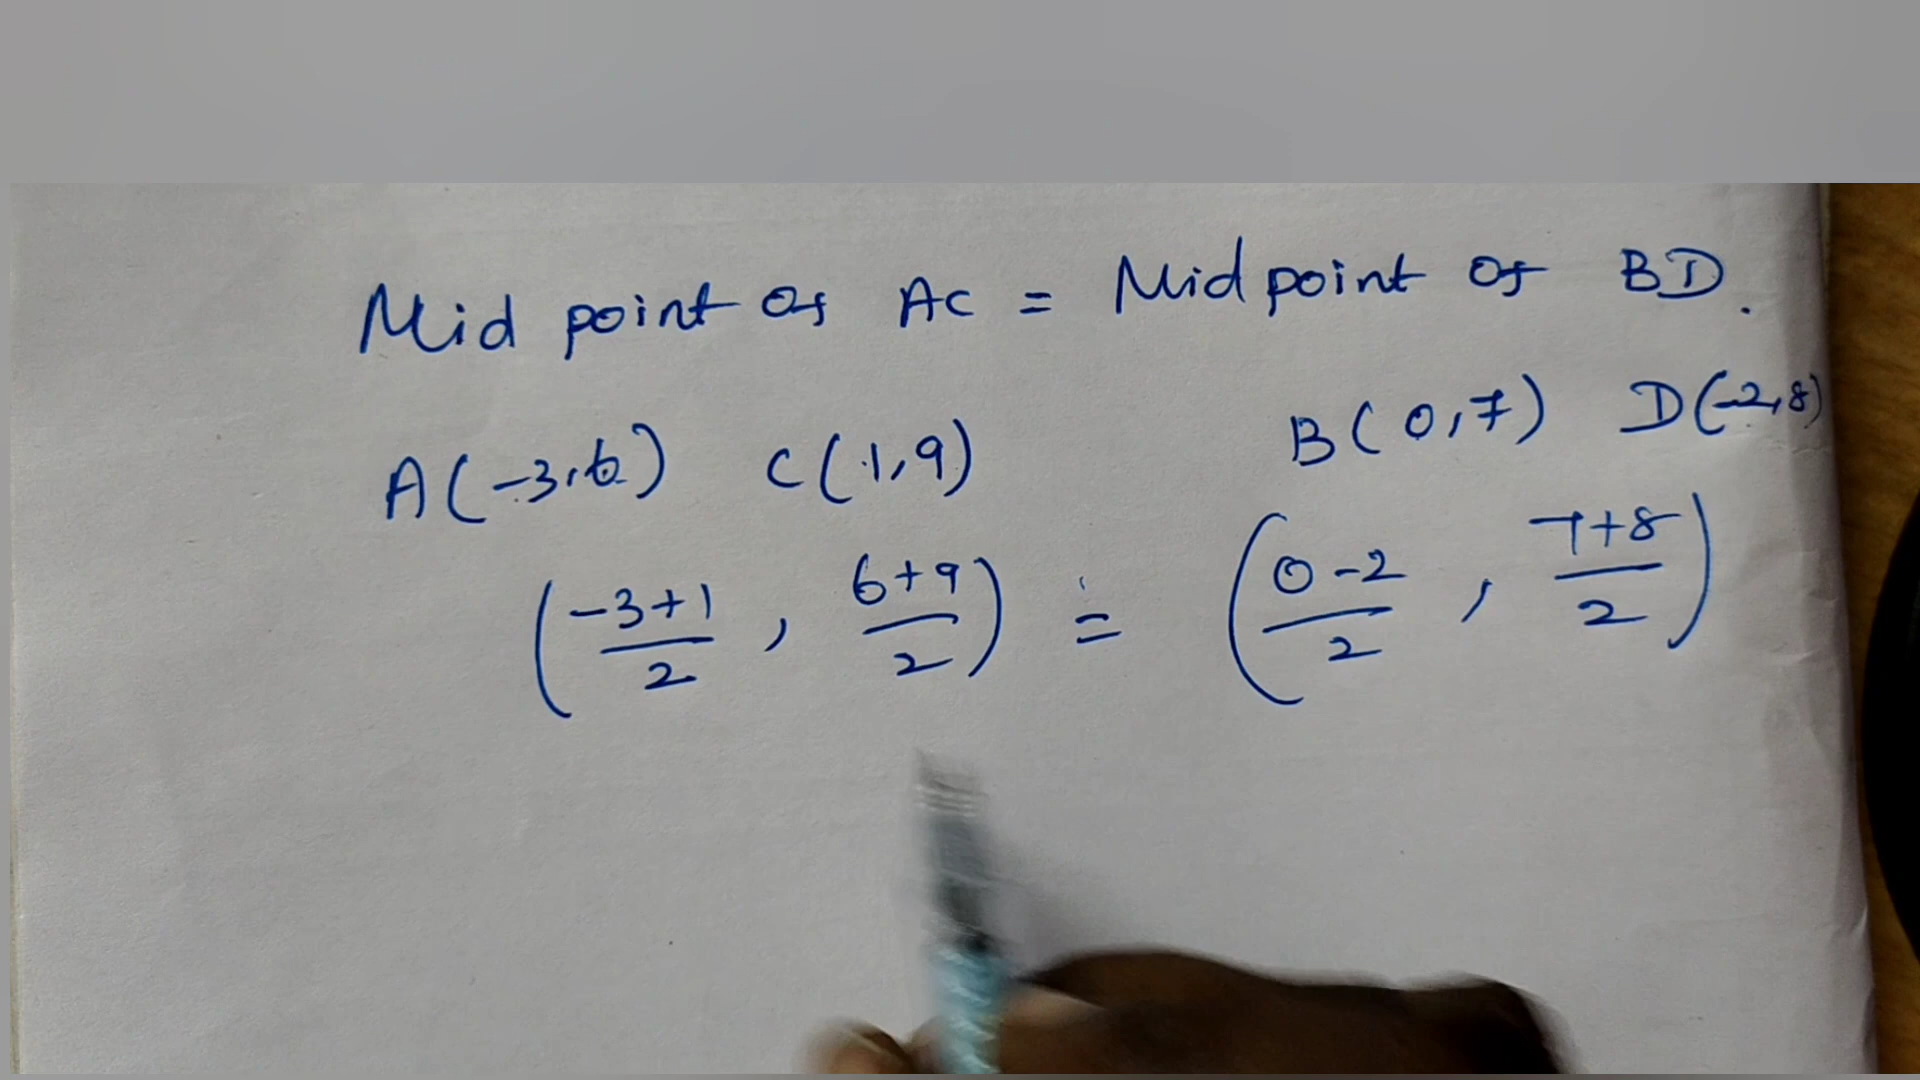 Mid point of AC = Midpoint of BD.
A(-3,6) C(1,9) B(0,7) D(-2,8)
(-3+1/2, 6+9/2) = (0-2/2, 7+8/2)